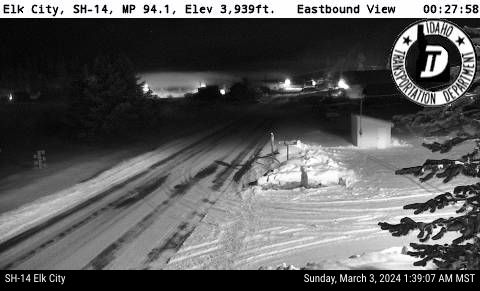 Elk City, SH-14, MP 94.1, Elev 3,939ft. Eastbound View 00:27:58
IDAHO
TRANSPORTATION DEPARTMENT
SH-14 Elk City Sunday, March 3, 2024 1:39:07 AM MST